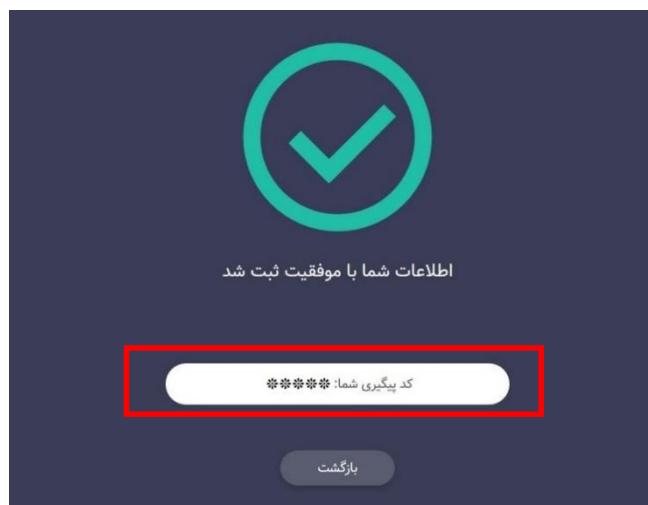 اطلاعات شما با موفقیت ثبت شد
کد پیگیری شما: ❊❊❊❊❊
بازگشت